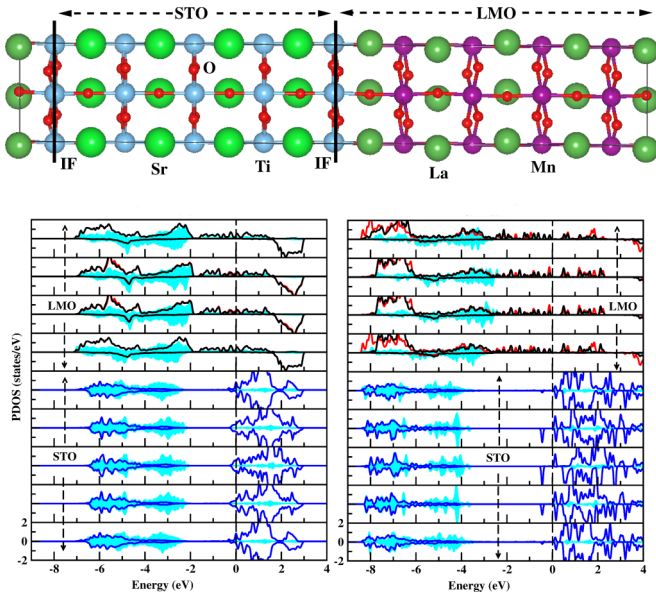 STO
LMO
O
IF
Sr
Ti
IF
La
Mn
LMO
STO
PDOS (states/eV)
2
0
-2
-8
-6
-4
-2
0
2
4
Energy (eV)
LMO
STO
2
0
-2
-8
-6
-4
-2
0
2
4
Energy (eV)